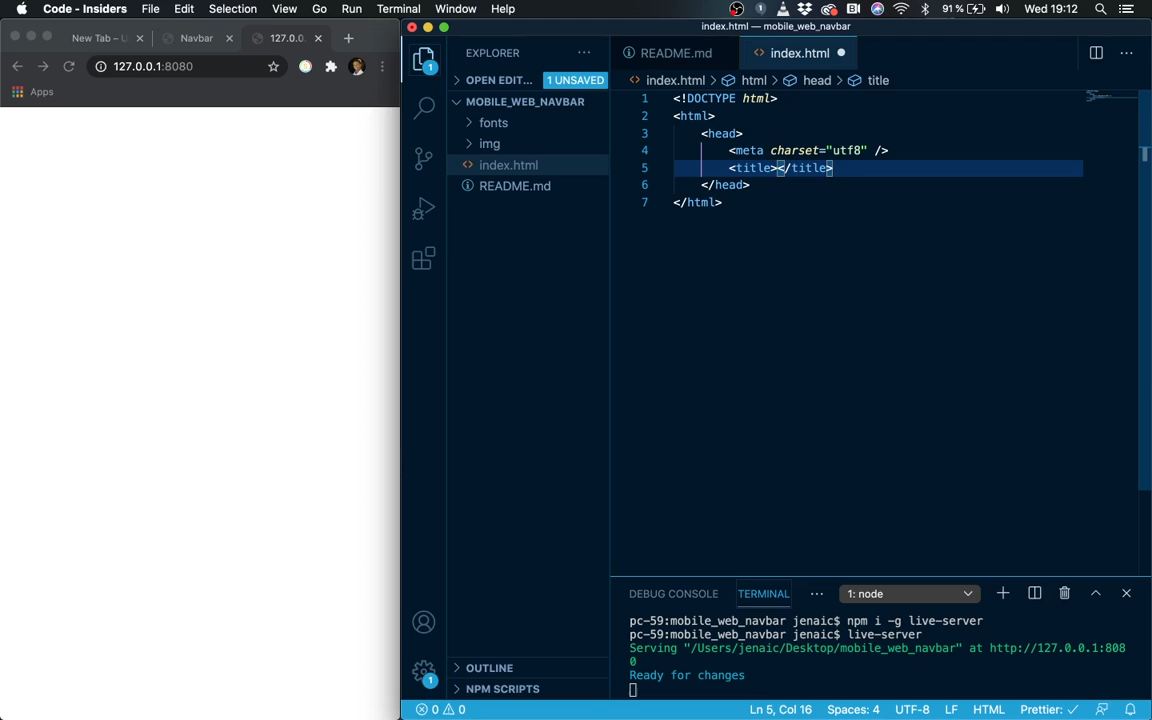 Code - Insiders File Edit Selection View Go Run Terminal Window Help 91 % Wed 19:12
New Tab – U Navbar 127.0.0.
127.0.0.1:8080
Apps
index.html — mobile_web_navbar
EXPLORER
OPEN EDIT... 1 UNSAVED
MOBILE_WEB_NAVBAR
fonts
img
index.html
README.md
OUTLINE
NPM SCRIPTS
1
1
README.md index.html
index.html > html > head > title
1 <!DOCTYPE html>
2 <html>
3 <head>
4 <meta charset="utf8" />
5 <title></title>
6 </head>
7 </html>
DEBUG CONSOLE TERMINAL 1: node
pc-59:mobile_web_navbar jenaic$ npm i -g live-server
pc-59:mobile_web_navbar jenaic$ live-server
Serving "/Users/jenaic/Desktop/mobile_web_navbar" at http://127.0.0.1:808
0
Ready for changes
0 0 Ln 5, Col 16 Spaces: 4 UTF-8 LF HTML Prettier: ✓